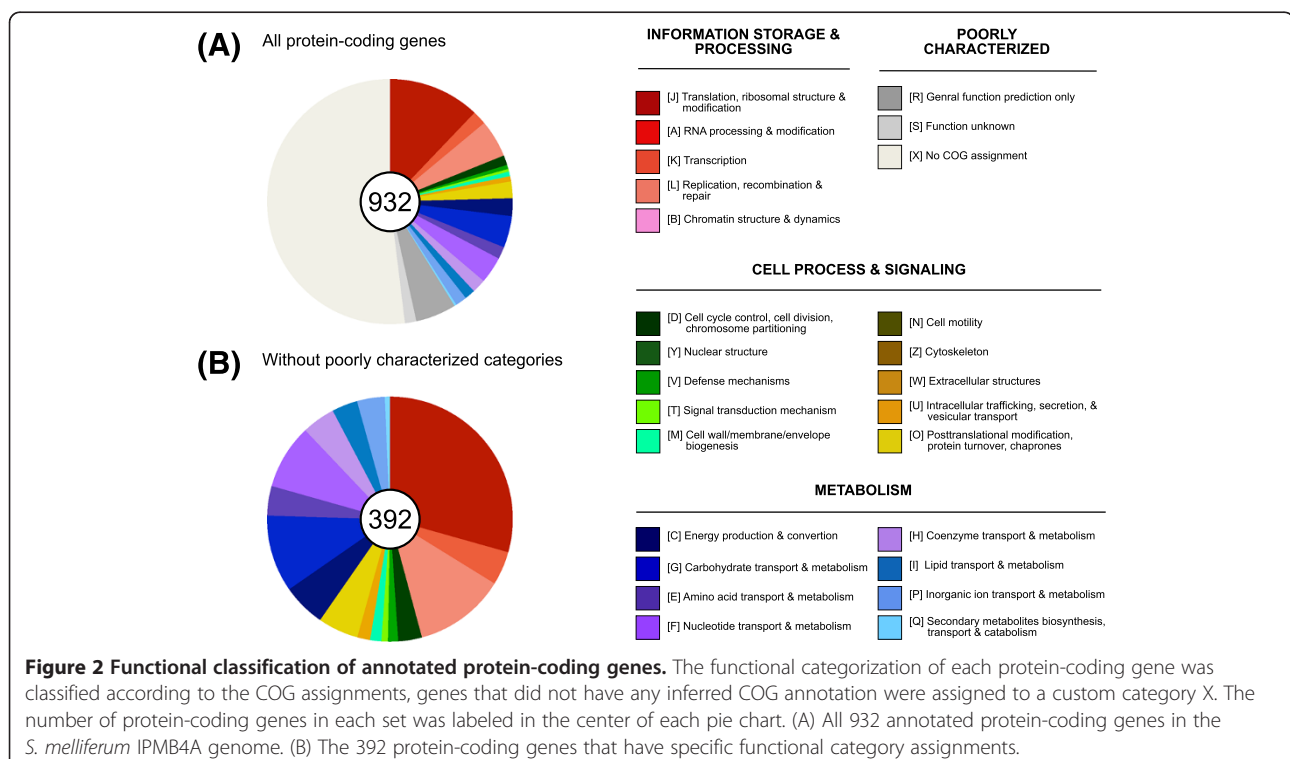 (A) All protein-coding genes
932
(B) Without poorly characterized categories
392
INFORMATION STORAGE &
PROCESSING
[J] Translation, ribosomal structure &
modification
[A] RNA processing & modification
[K] Transcription
[L] Replication, recombination &
repair
[B] Chromatin structure & dynamics
POORLY
CHARACTERIZED
[R] Genral function prediction only
[S] Function unknown
[X] No COG assignment
CELL PROCESS & SIGNALING
[D] Cell cycle control, cell division,
chromosome partitioning
[Y] Nuclear structure
[V] Defense mechanisms
[T] Signal transduction mechanism
[M] Cell wall/membrane/envelope
biogenesis
[N] Cell motility
[Z] Cytoskeleton
[W] Extracellular structures
[U] Intracellular trafficking, secretion, &
vesicular transport
[O] Posttranslational modification,
protein turnover, chaprones
METABOLISM
[C] Energy production & convertion
[G] Carbohydrate transport & metabolism
[E] Amino acid transport & metabolism
[F] Nucleotide transport & metabolism
[H] Coenzyme transport & metabolism
[I] Lipid transport & metabolism
[P] Inorganic ion transport & metabolism
[Q] Secondary metabolites biosynthesis,
transport & catabolism
Figure 2 Functional classification of annotated protein-coding genes. The functional categorization of each protein-coding gene was
classified according to the COG assignments, genes that did not have any inferred COG annotation were assigned to a custom category X. The
number of protein-coding genes in each set was labeled in the center of each pie chart. (A) All 932 annotated protein-coding genes in the
S. melliferum IPMB4A genome. (B) The 392 protein-coding genes that have specific functional category assignments.